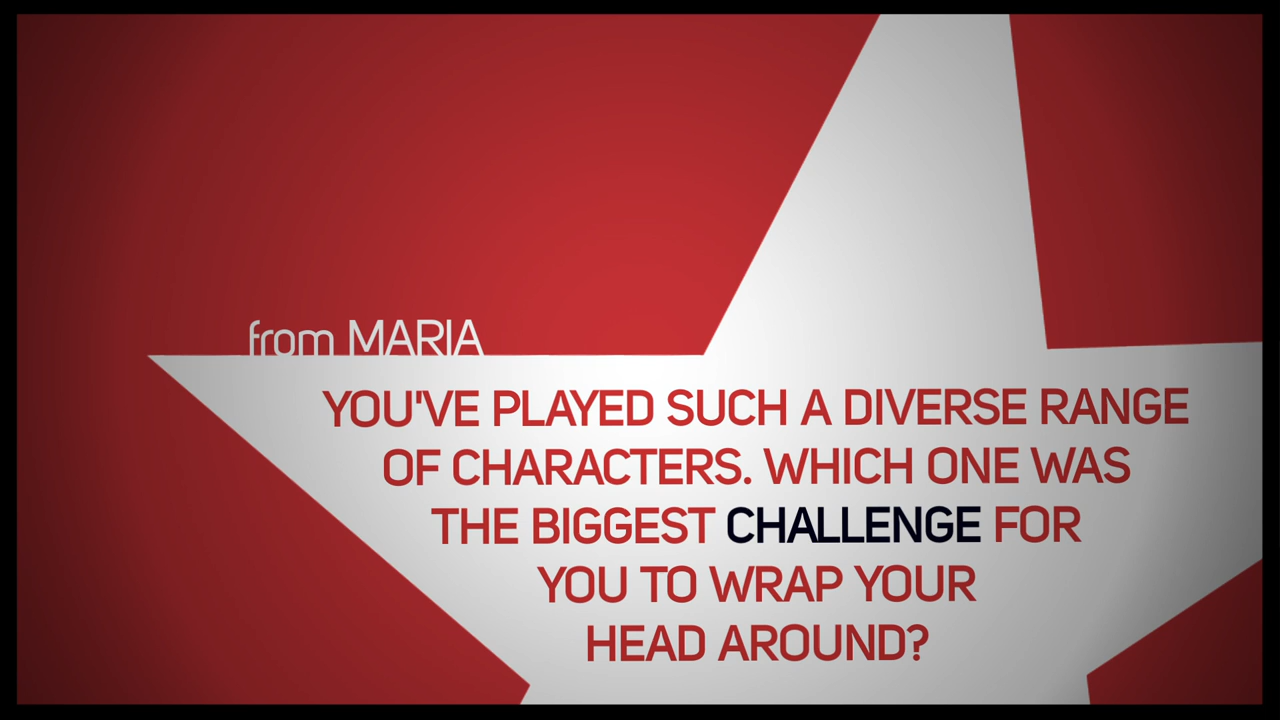 from MARIA
YOU'VE PLAYED SUCH A DIVERSE RANGE
OF CHARACTERS. WHICH ONE WAS
THE BIGGEST CHALLENGE FOR
YOU TO WRAP YOUR
HEAD AROUND?